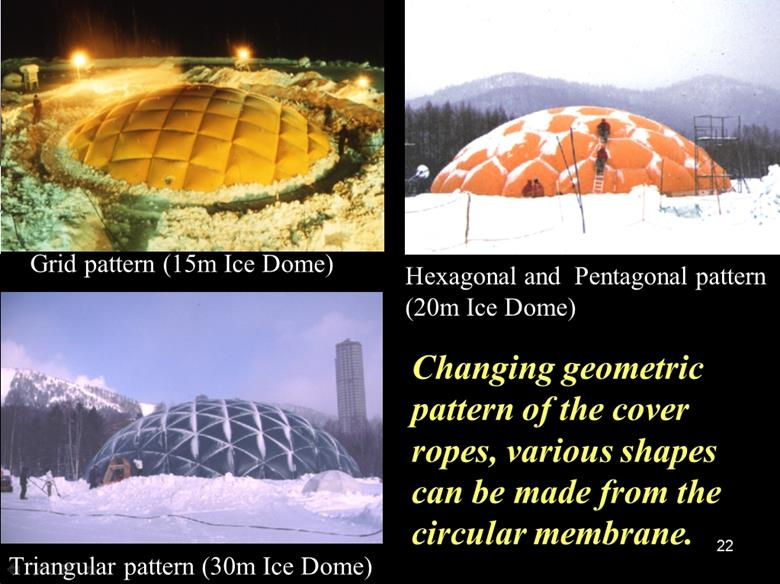 Grid pattern (15m Ice Dome)
Hexagonal and Pentagonal pattern
(20m Ice Dome)
Changing geometric
pattern of the cover
ropes, various shapes
can be made from the
circular membrane.
22
Triangular pattern (30m Ice Dome)